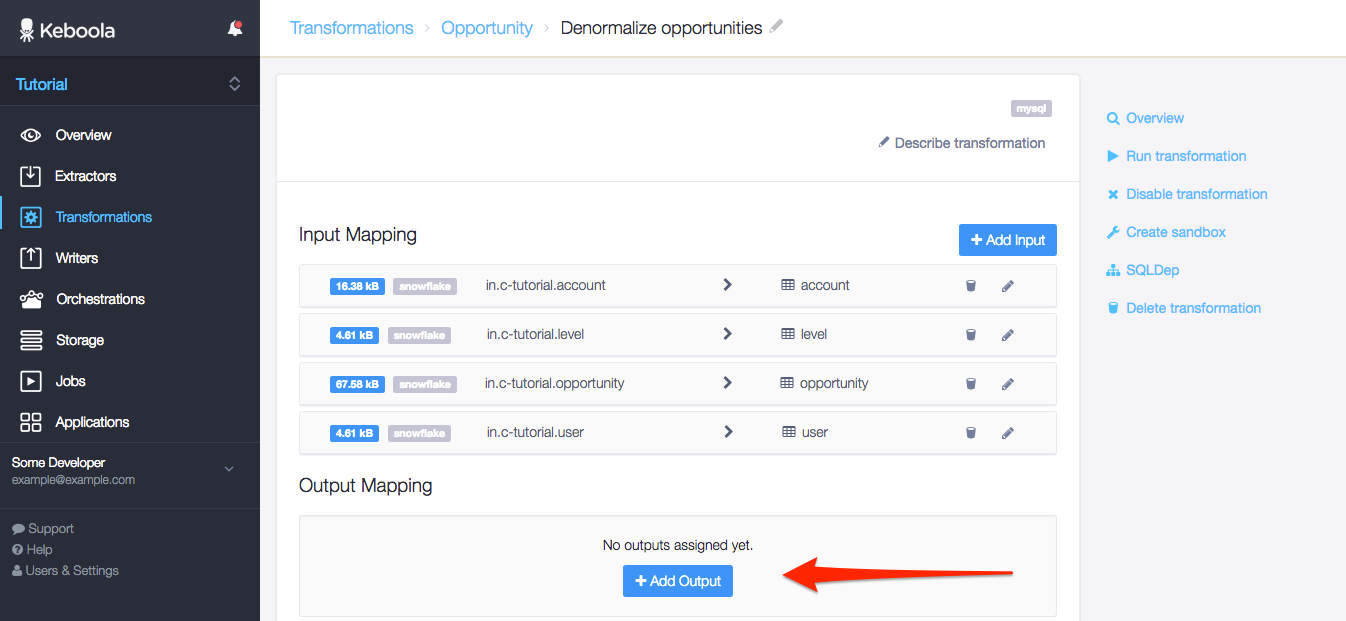 Keboola
Tutorial
Overview
Extractors
Transformations
Writers
Orchestrations
Storage
Jobs
Applications
Some Developer
example@example.com
Support
Help
Users & Settings
Transformations › Opportunity › Denormalize opportunities
mysql
Describe transformation
Input Mapping
+ Add Input
16.38 kB snowflake in.c-tutorial.account account
4.61 kB snowflake in.c-tutorial.level level
67.58 kB snowflake in.c-tutorial.opportunity opportunity
4.61 kB snowflake in.c-tutorial.user user
Output Mapping
No outputs assigned yet.
+ Add Output
Overview
Run transformation
Disable transformation
Create sandbox
SQLDep
Delete transformation